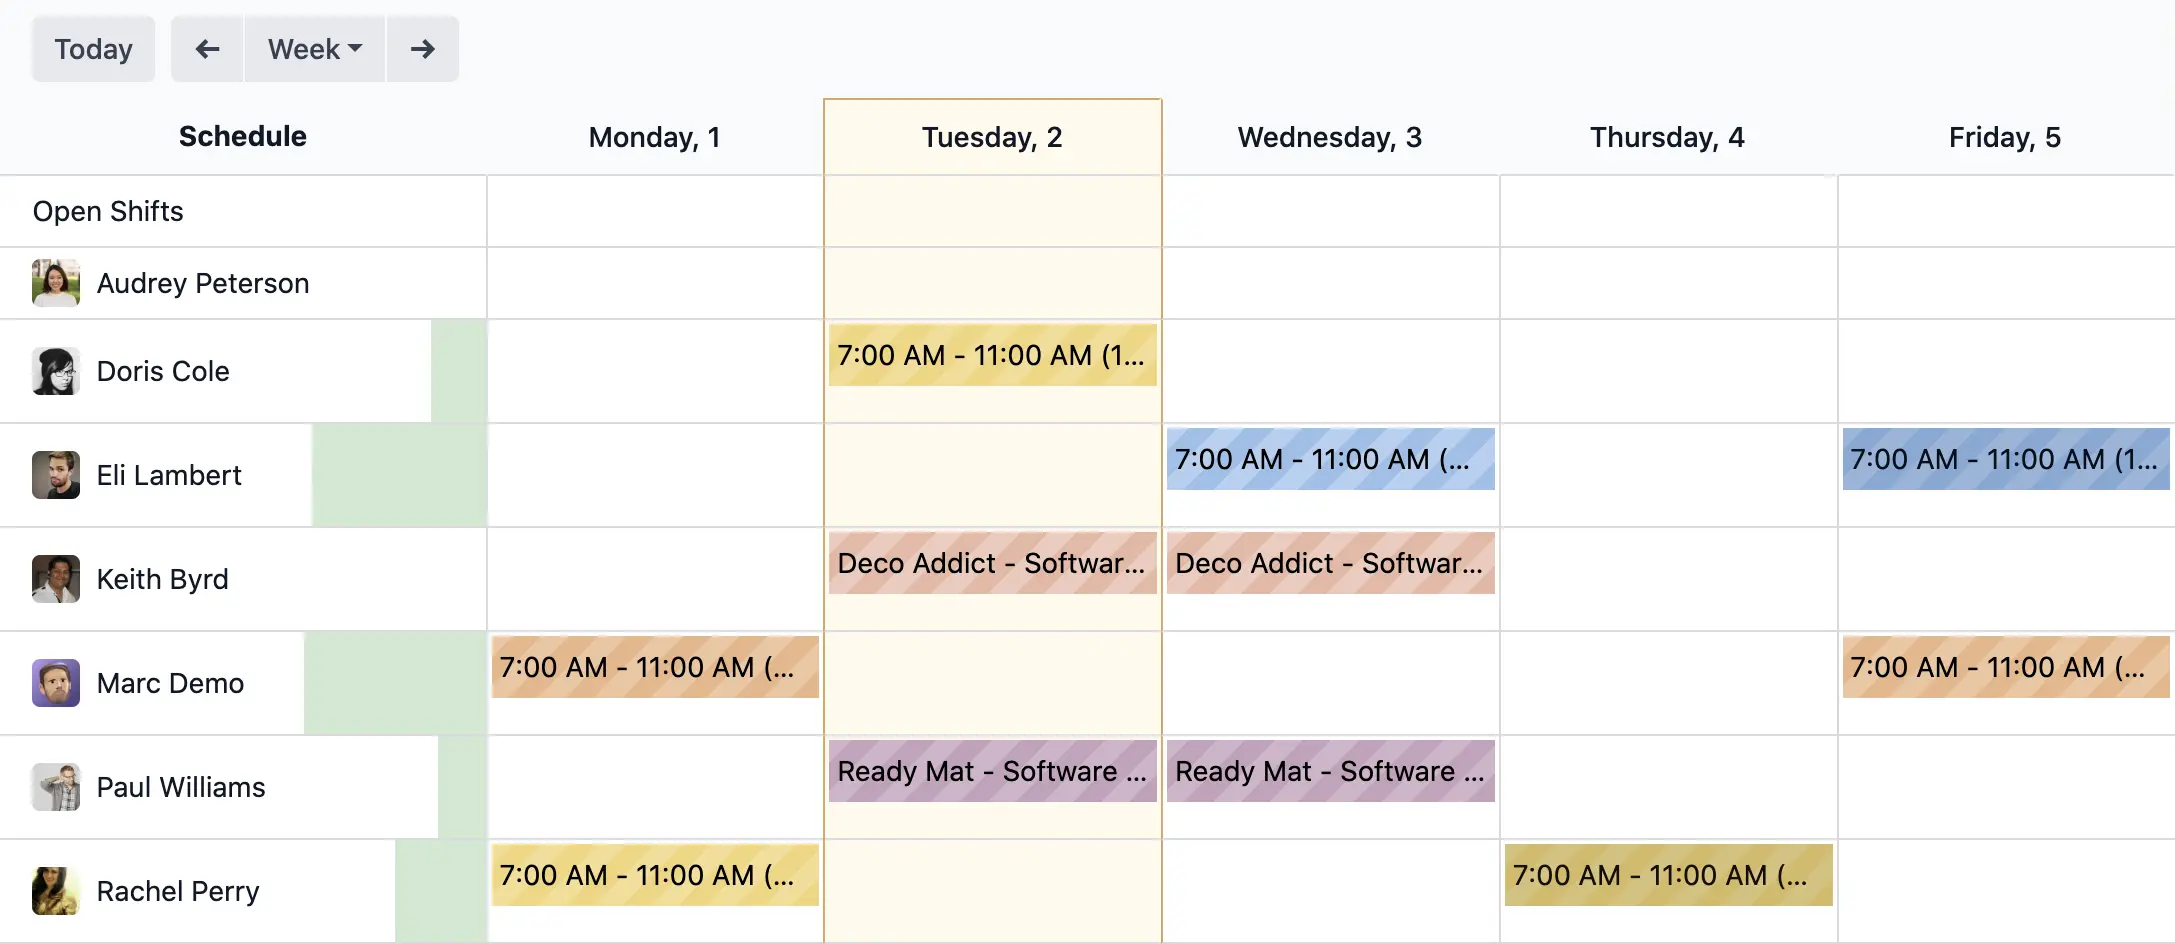 Today
Week
Schedule Monday, 1 Tuesday, 2 Wednesday, 3 Thursday, 4 Friday, 5
Open Shifts
Audrey Peterson
Doris Cole 7:00 AM - 11:00 AM (1...
Eli Lambert 7:00 AM - 11:00 AM (... 7:00 AM - 11:00 AM (1...
Keith Byrd Deco Addict - Softwar... Deco Addict - Softwar...
Marc Demo 7:00 AM - 11:00 AM (... 7:00 AM - 11:00 AM (...
Paul Williams Ready Mat - Software ... Ready Mat - Software ...
Rachel Perry 7:00 AM - 11:00 AM (... 7:00 AM - 11:00 AM (...